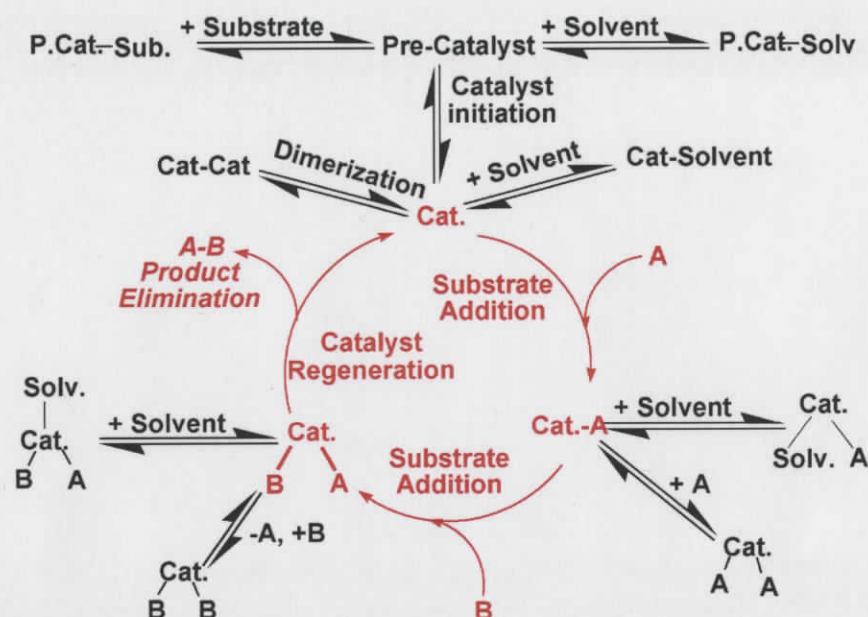 P.Cat.-Sub.
+ Substrate
Pre-Catalyst
+ Solvent
P.Cat-Solv
Catalyst
initiation
Cat-Cat
Dimerization
+ Solvent
Cat-Solvent
Cat.
A-B
Product
Elimination
Substrate
Addition
A
Catalyst
Regeneration
Solv.
Cat.
B A
+ Solvent
Cat.
B A
Substrate
Addition
Cat.-A
+ Solvent
Cat.
Solv. A
+ A
Cat.
A A
-A, +B
Cat.
B B
B